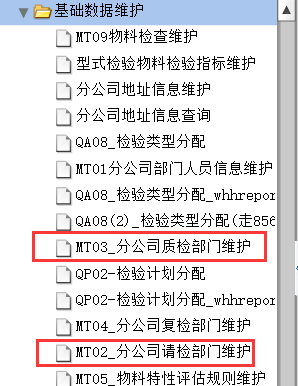 基础数据维护
MT09物料检查维护
型式检验物料检验指标维护
分公司地址信息维护
分公司地址信息查询
QA08_检验类型分配
MT01分公司部门人员信息维护
QA08_检验类型分配_whhrepor
QA08(2)_检验类型分配(走856
MT03_分公司质检部门维护
QP02-检验计划分配
QP02-检验计划分配_whhrepor
MT04_分公司复检部门维护
MT02_分公司请检部门维护
MT05_物料特性评估规则维护